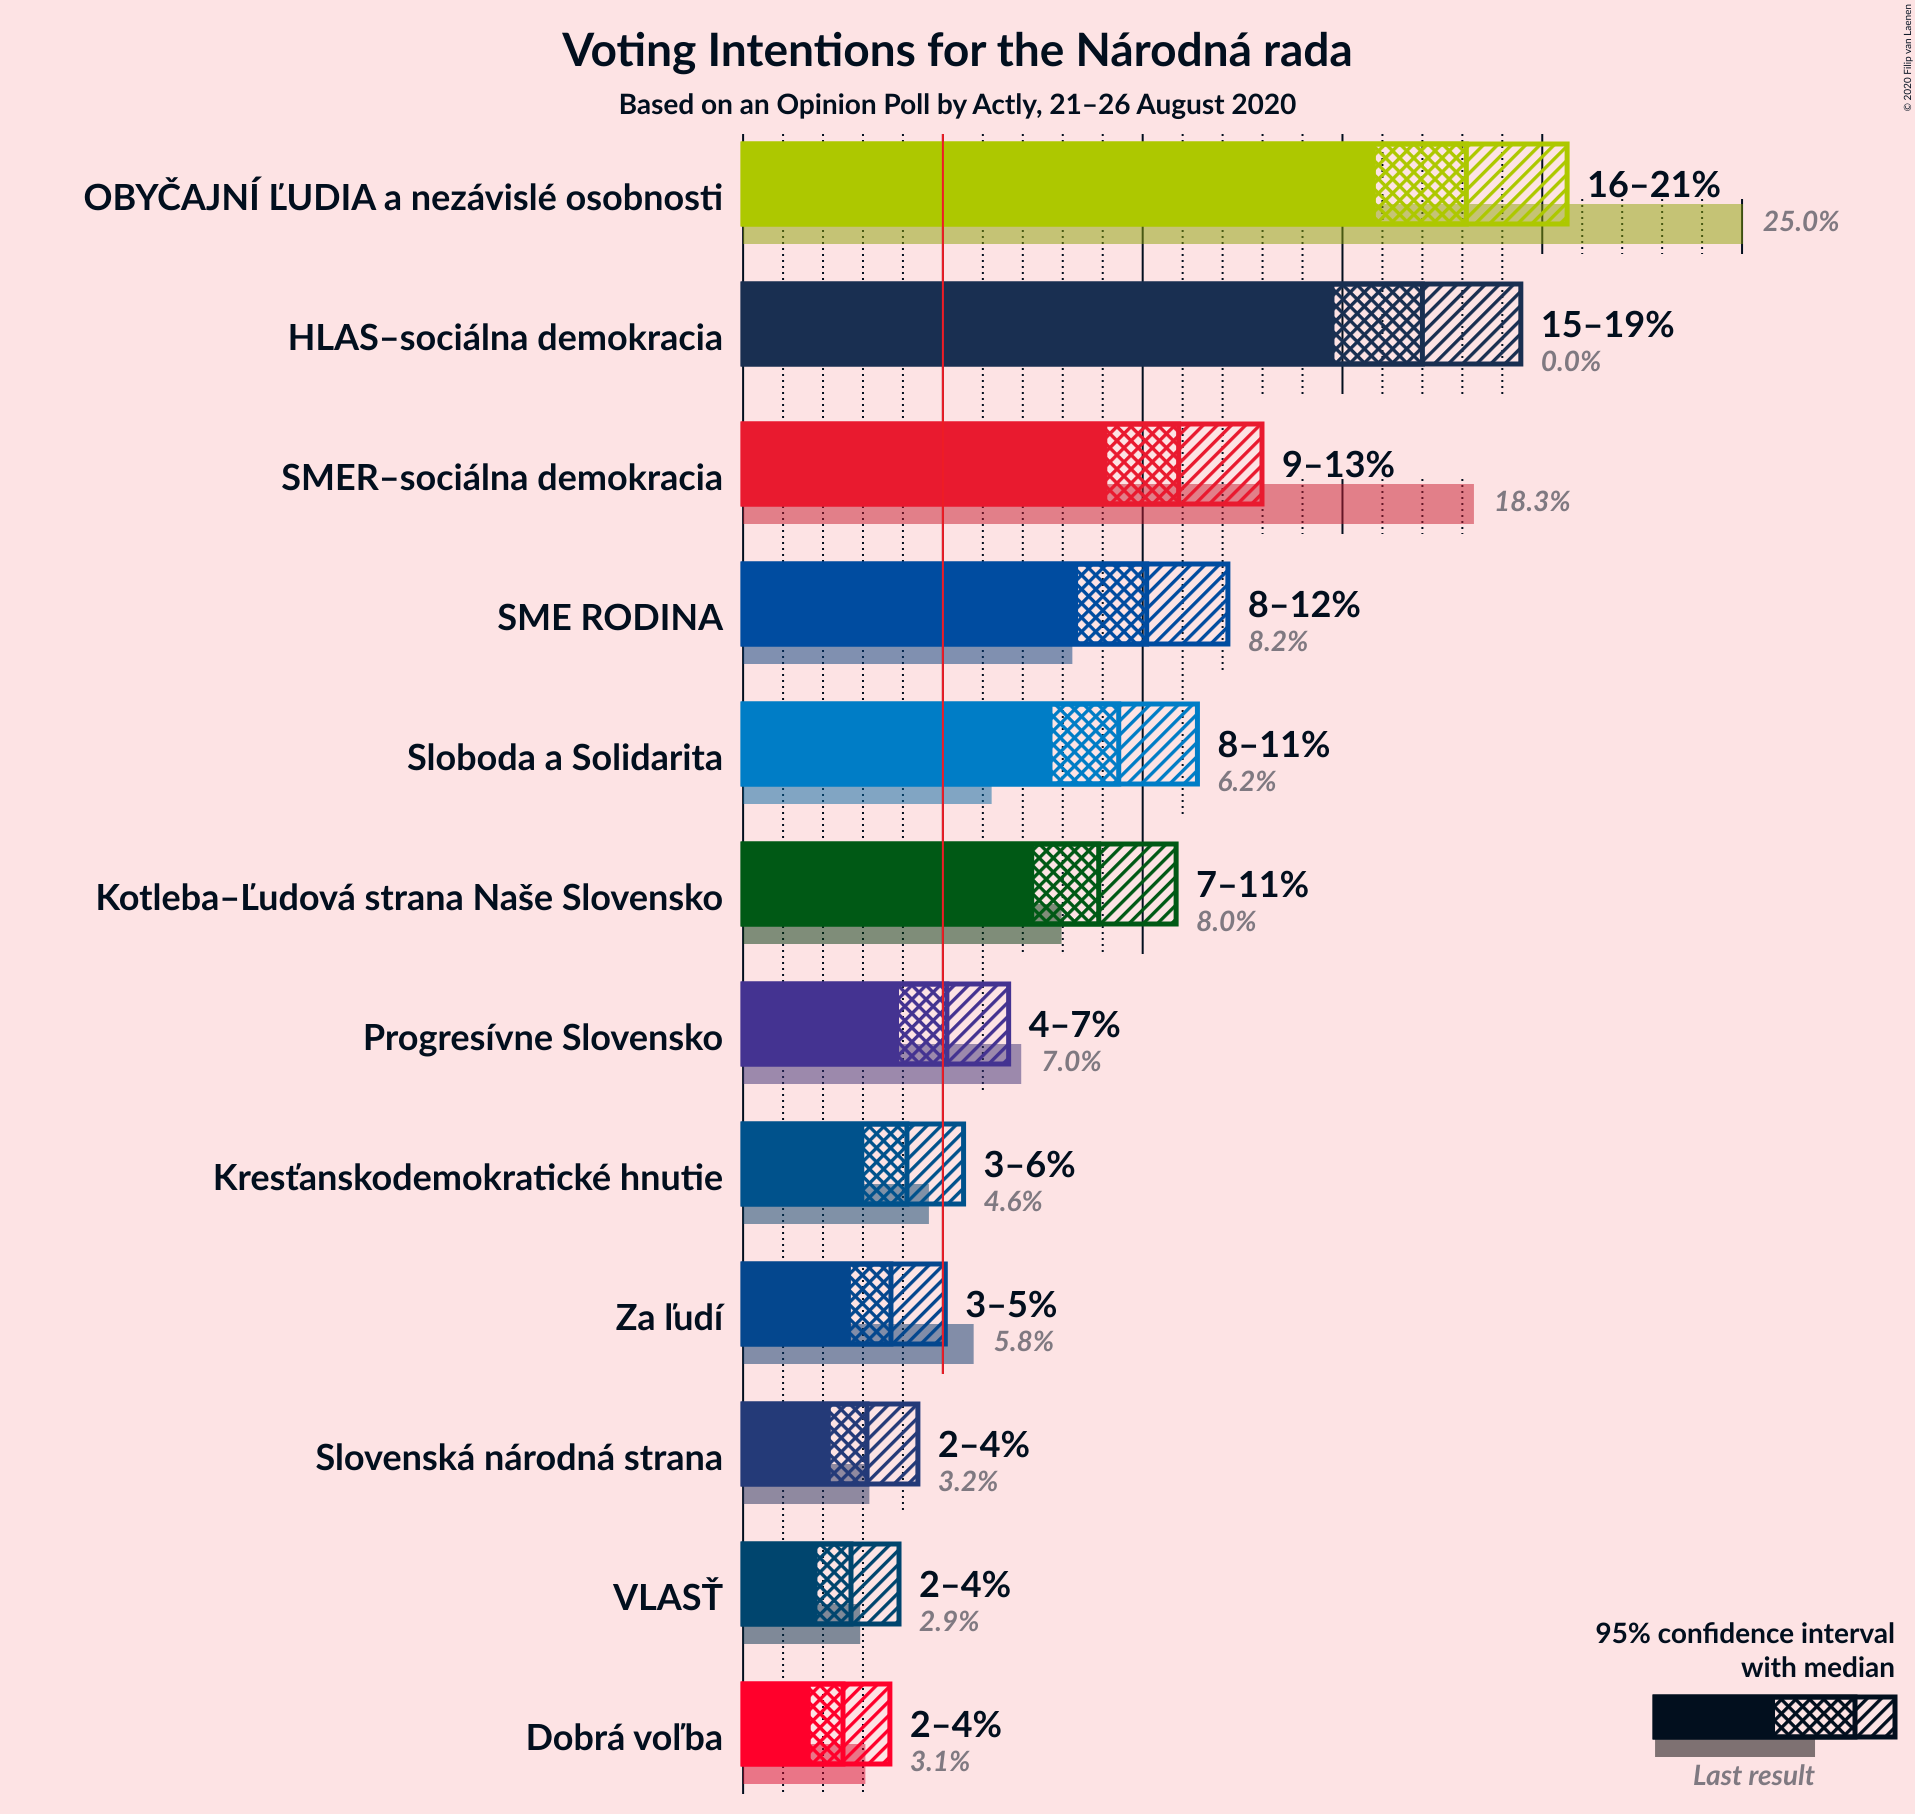 Voting Intentions for the Národná rada
Based on an Opinion Poll by Actly, 21–26 August 2020
© 2020 Filip van Laenen
OBYČAJNÍ ĽUDIA a nezávislé osobnosti
16–21%
25.0%
HLAS–sociálna demokracia
15–19%
0.0%
SMER–sociálna demokracia
9–13%
18.3%
SME RODINA
8–12%
8.2%
Sloboda a Solidarita
8–11%
6.2%
Kotleba–Ľudová strana Naše Slovensko
7–11%
8.0%
Progresívne Slovensko
4–7%
7.0%
Kresťanskodemokratické hnutie
3–6%
4.6%
Za ľudí
3–5%
5.8%
Slovenská národná strana
2–4%
3.2%
VLASŤ
2–4%
2.9%
Dobrá voľba
2–4%
3.1%
95% confidence interval
with median
Last result